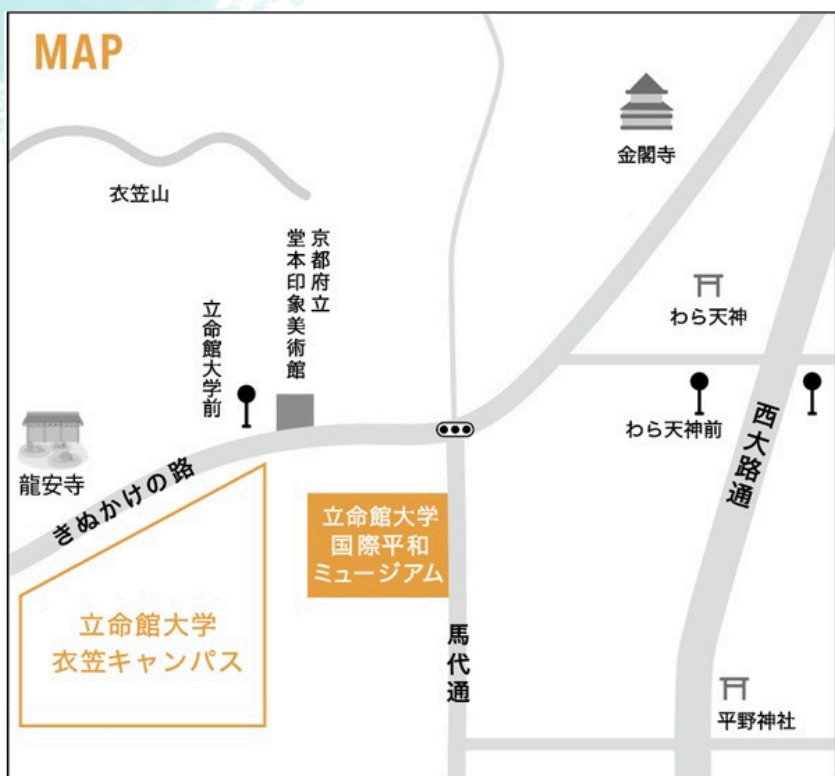 MAP
金閣寺
衣笠山
京都府立
堂本印象美術館
立命館大学前
わら天神
わら天神前
西大路通
龍安寺
きぬかけの路
立命館大学
国際平和
ミュージアム
立命館大学
衣笠キャンパス
馬代通
平野神社